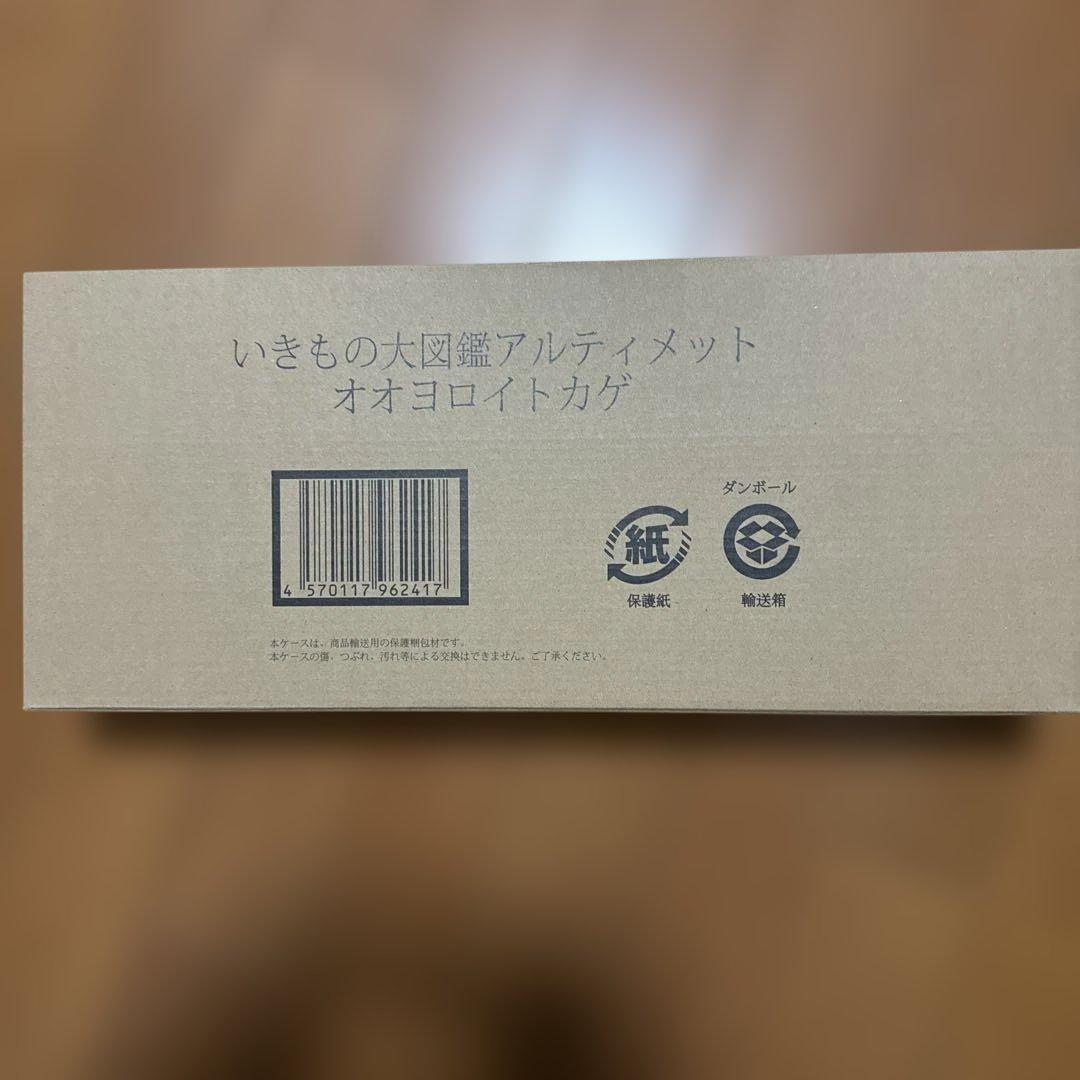 いきもの大図鑑アルティメット
オオヨロイトカゲ
4 570117 962417
ダンボール
紙
保護紙
輸送箱
本ケースは、商品輸送用の保護梱包材です。
本ケースの傷、つぶれ、汚れ等による交換はできません。ご了承ください。